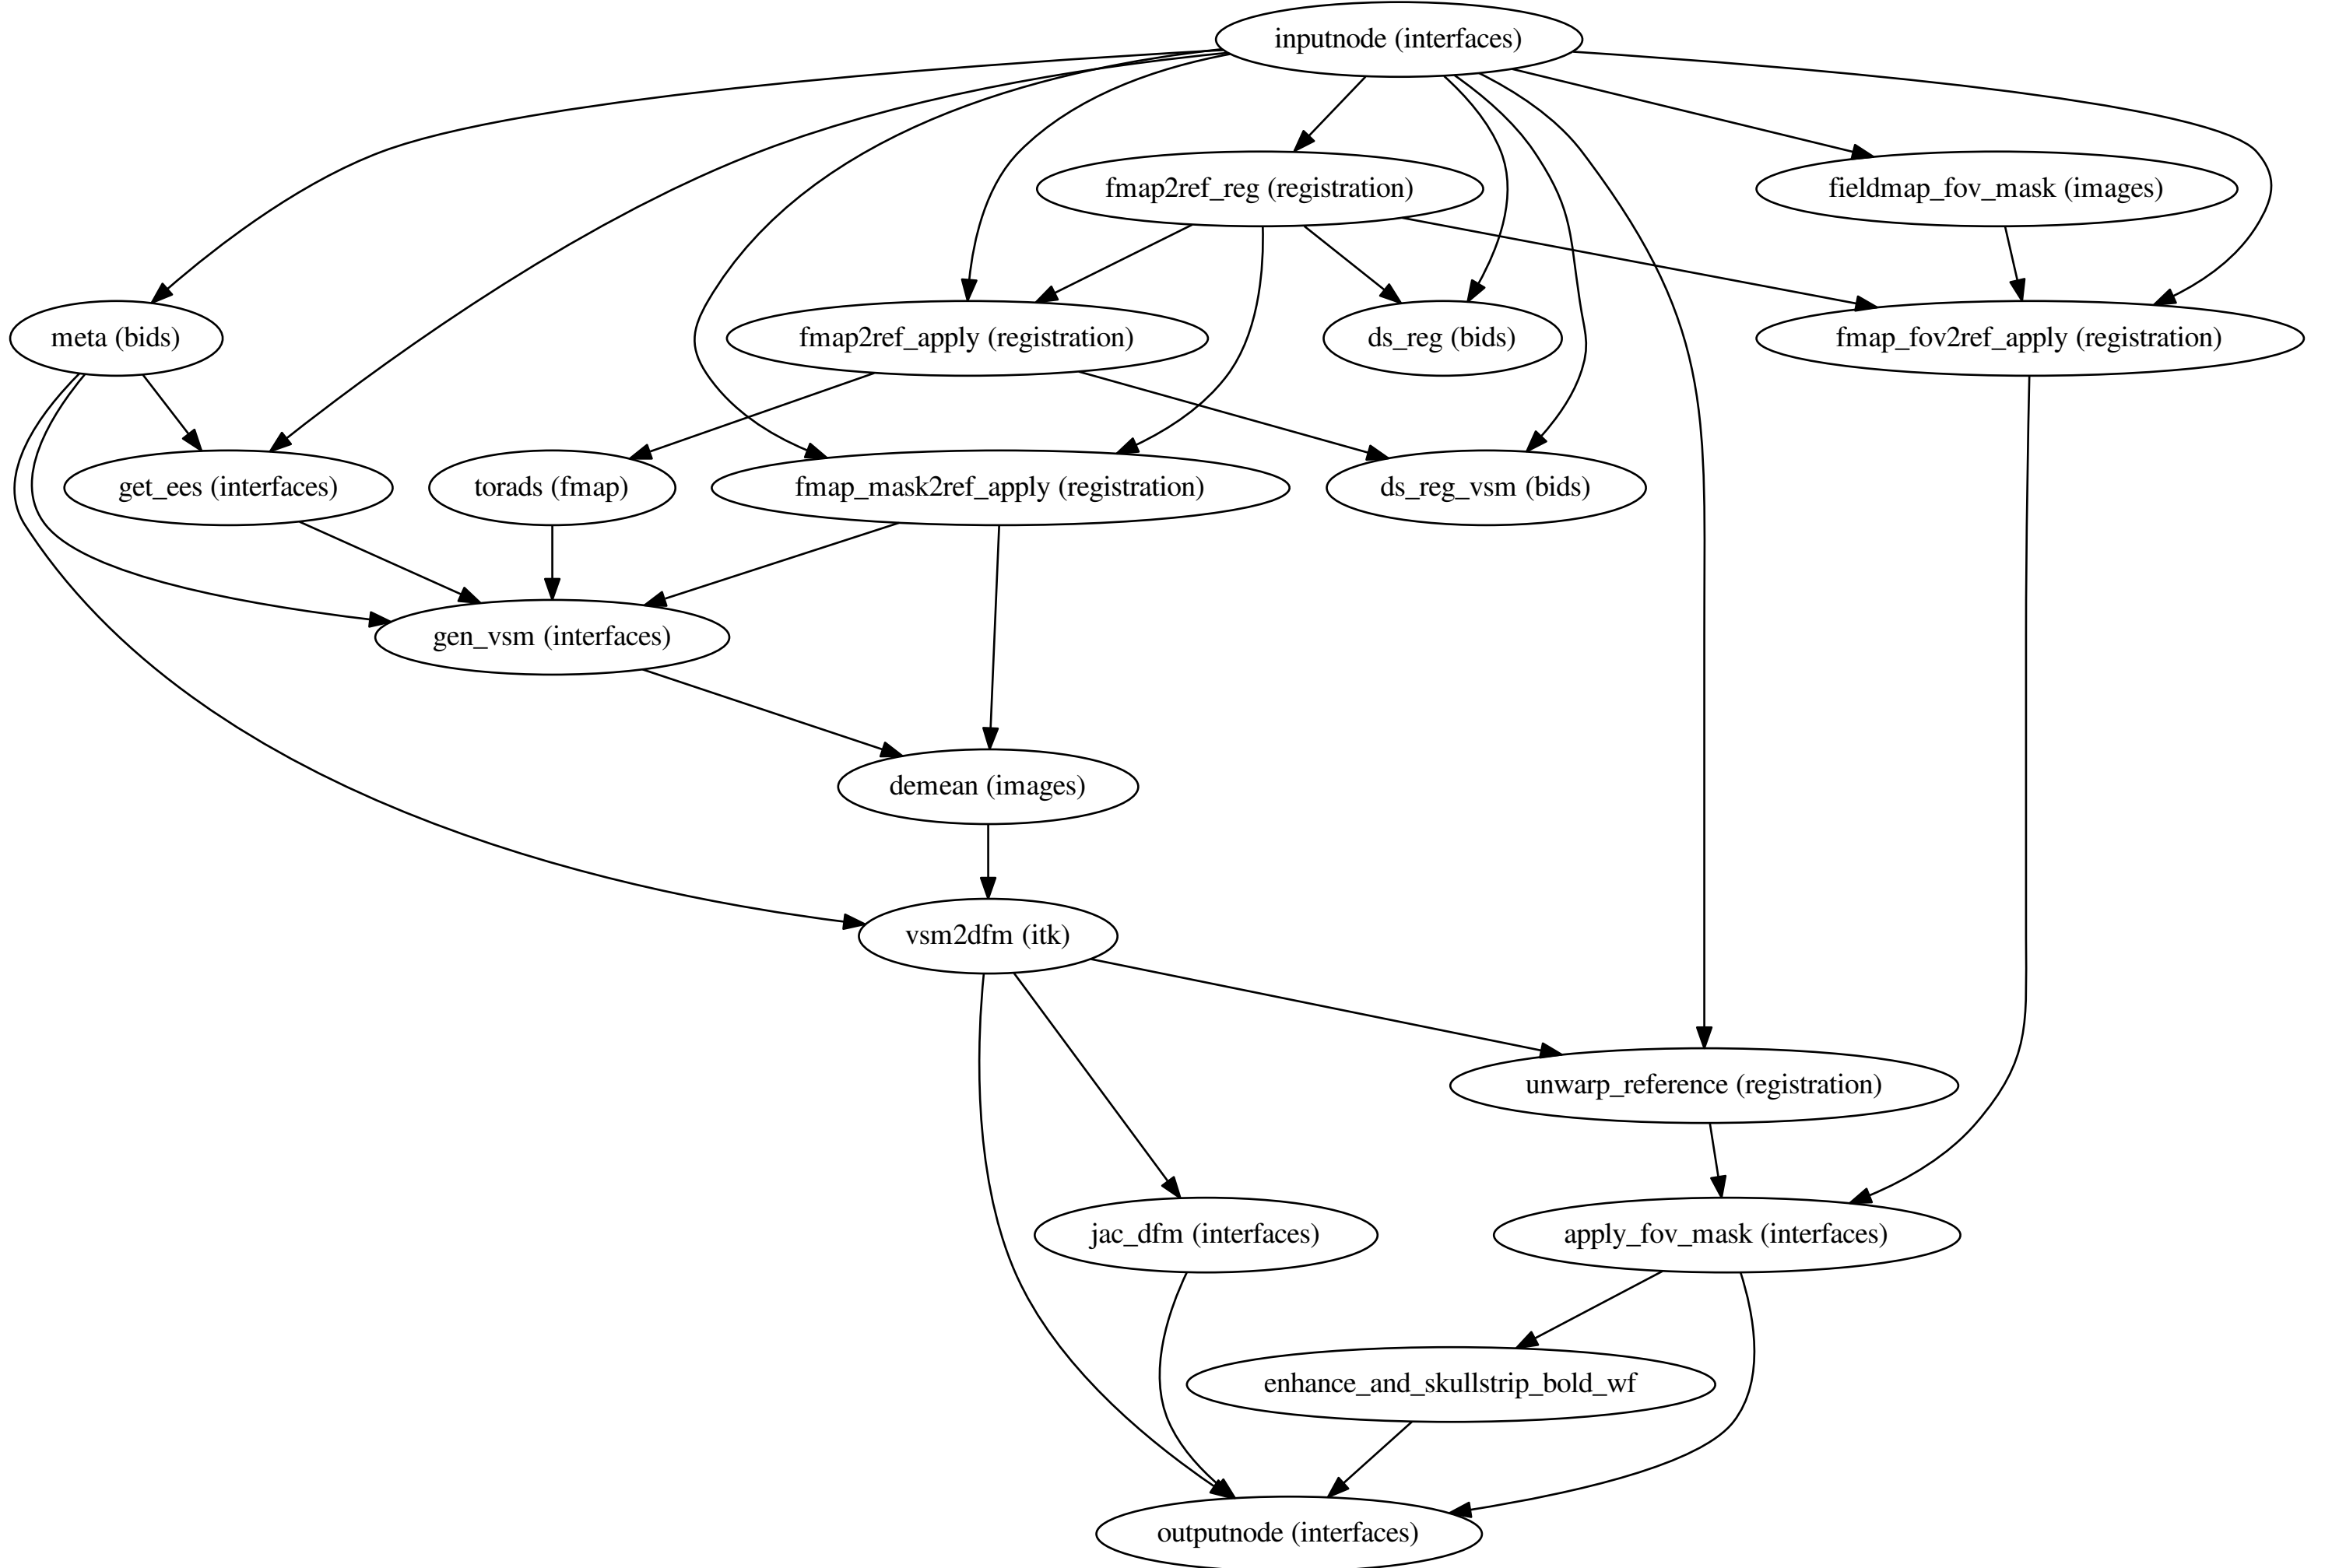 inputnode (interfaces)
fmap2ref_reg (registration)
fieldmap_fov_mask (images)
meta (bids)
fmap2ref_apply (registration)
ds_reg (bids)
fmap_fov2ref_apply (registration)
get_ees (interfaces)
torads (fmap)
fmap_mask2ref_apply (registration)
ds_reg_vsm (bids)
gen_vsm (interfaces)
demean (images)
vsm2dfm (itk)
unwarp_reference (registration)
jac_dfm (interfaces)
apply_fov_mask (interfaces)
enhance_and_skullstrip_bold_wf
outputnode (interfaces)